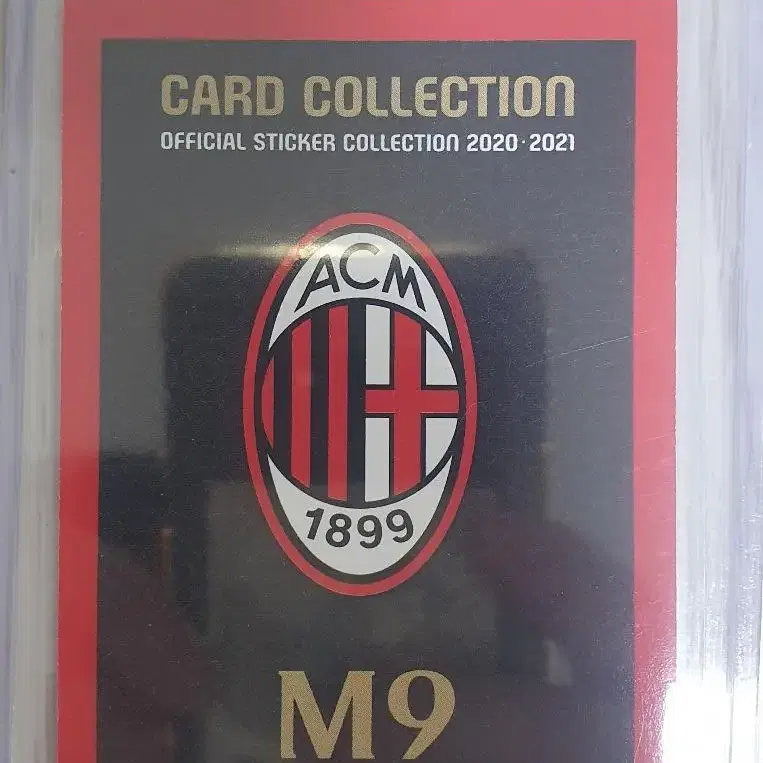 CARD COLLECTION
OFFICIAL STICKER COLLECTION 2020·2021
ACM
1899
M9